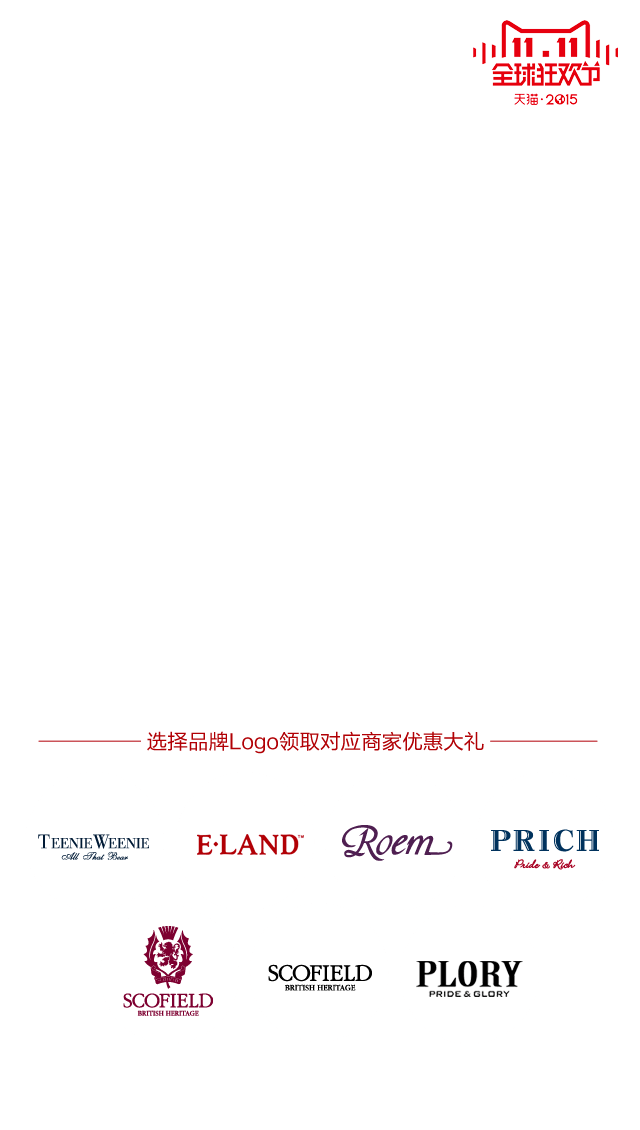 11.11
全球狂欢节
天猫·2015
选择品牌Logo领取对应商家优惠大礼
TEENIE WEENIE
All That Bear
E·LAND™
Roem
PRICH
Pride & Rich
SCOFIELD
BRITISH HERITAGE
SCOFIELD
BRITISH HERITAGE
PLORY
PRIDE & GLORY